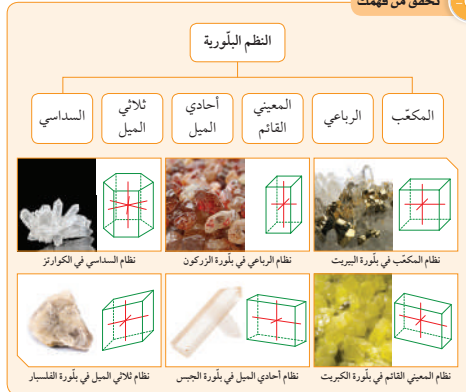 تحقق من فهمك
النظم البلّورية
المكعّب
الرباعي
المعيني
القائم
أحادي
الميل
ثلاثي
الميل
السداسي
نظام المكعّب في بلّورة البيريت
نظام الرباعي في بلّورة الزركون
نظام السداسي في الكوارتز
نظام المعيني القائم في بلّورة الكبريت
نظام أحادي الميل في بلّورة الجبس
نظام ثلاثي الميل في بلّورة الفلسبار